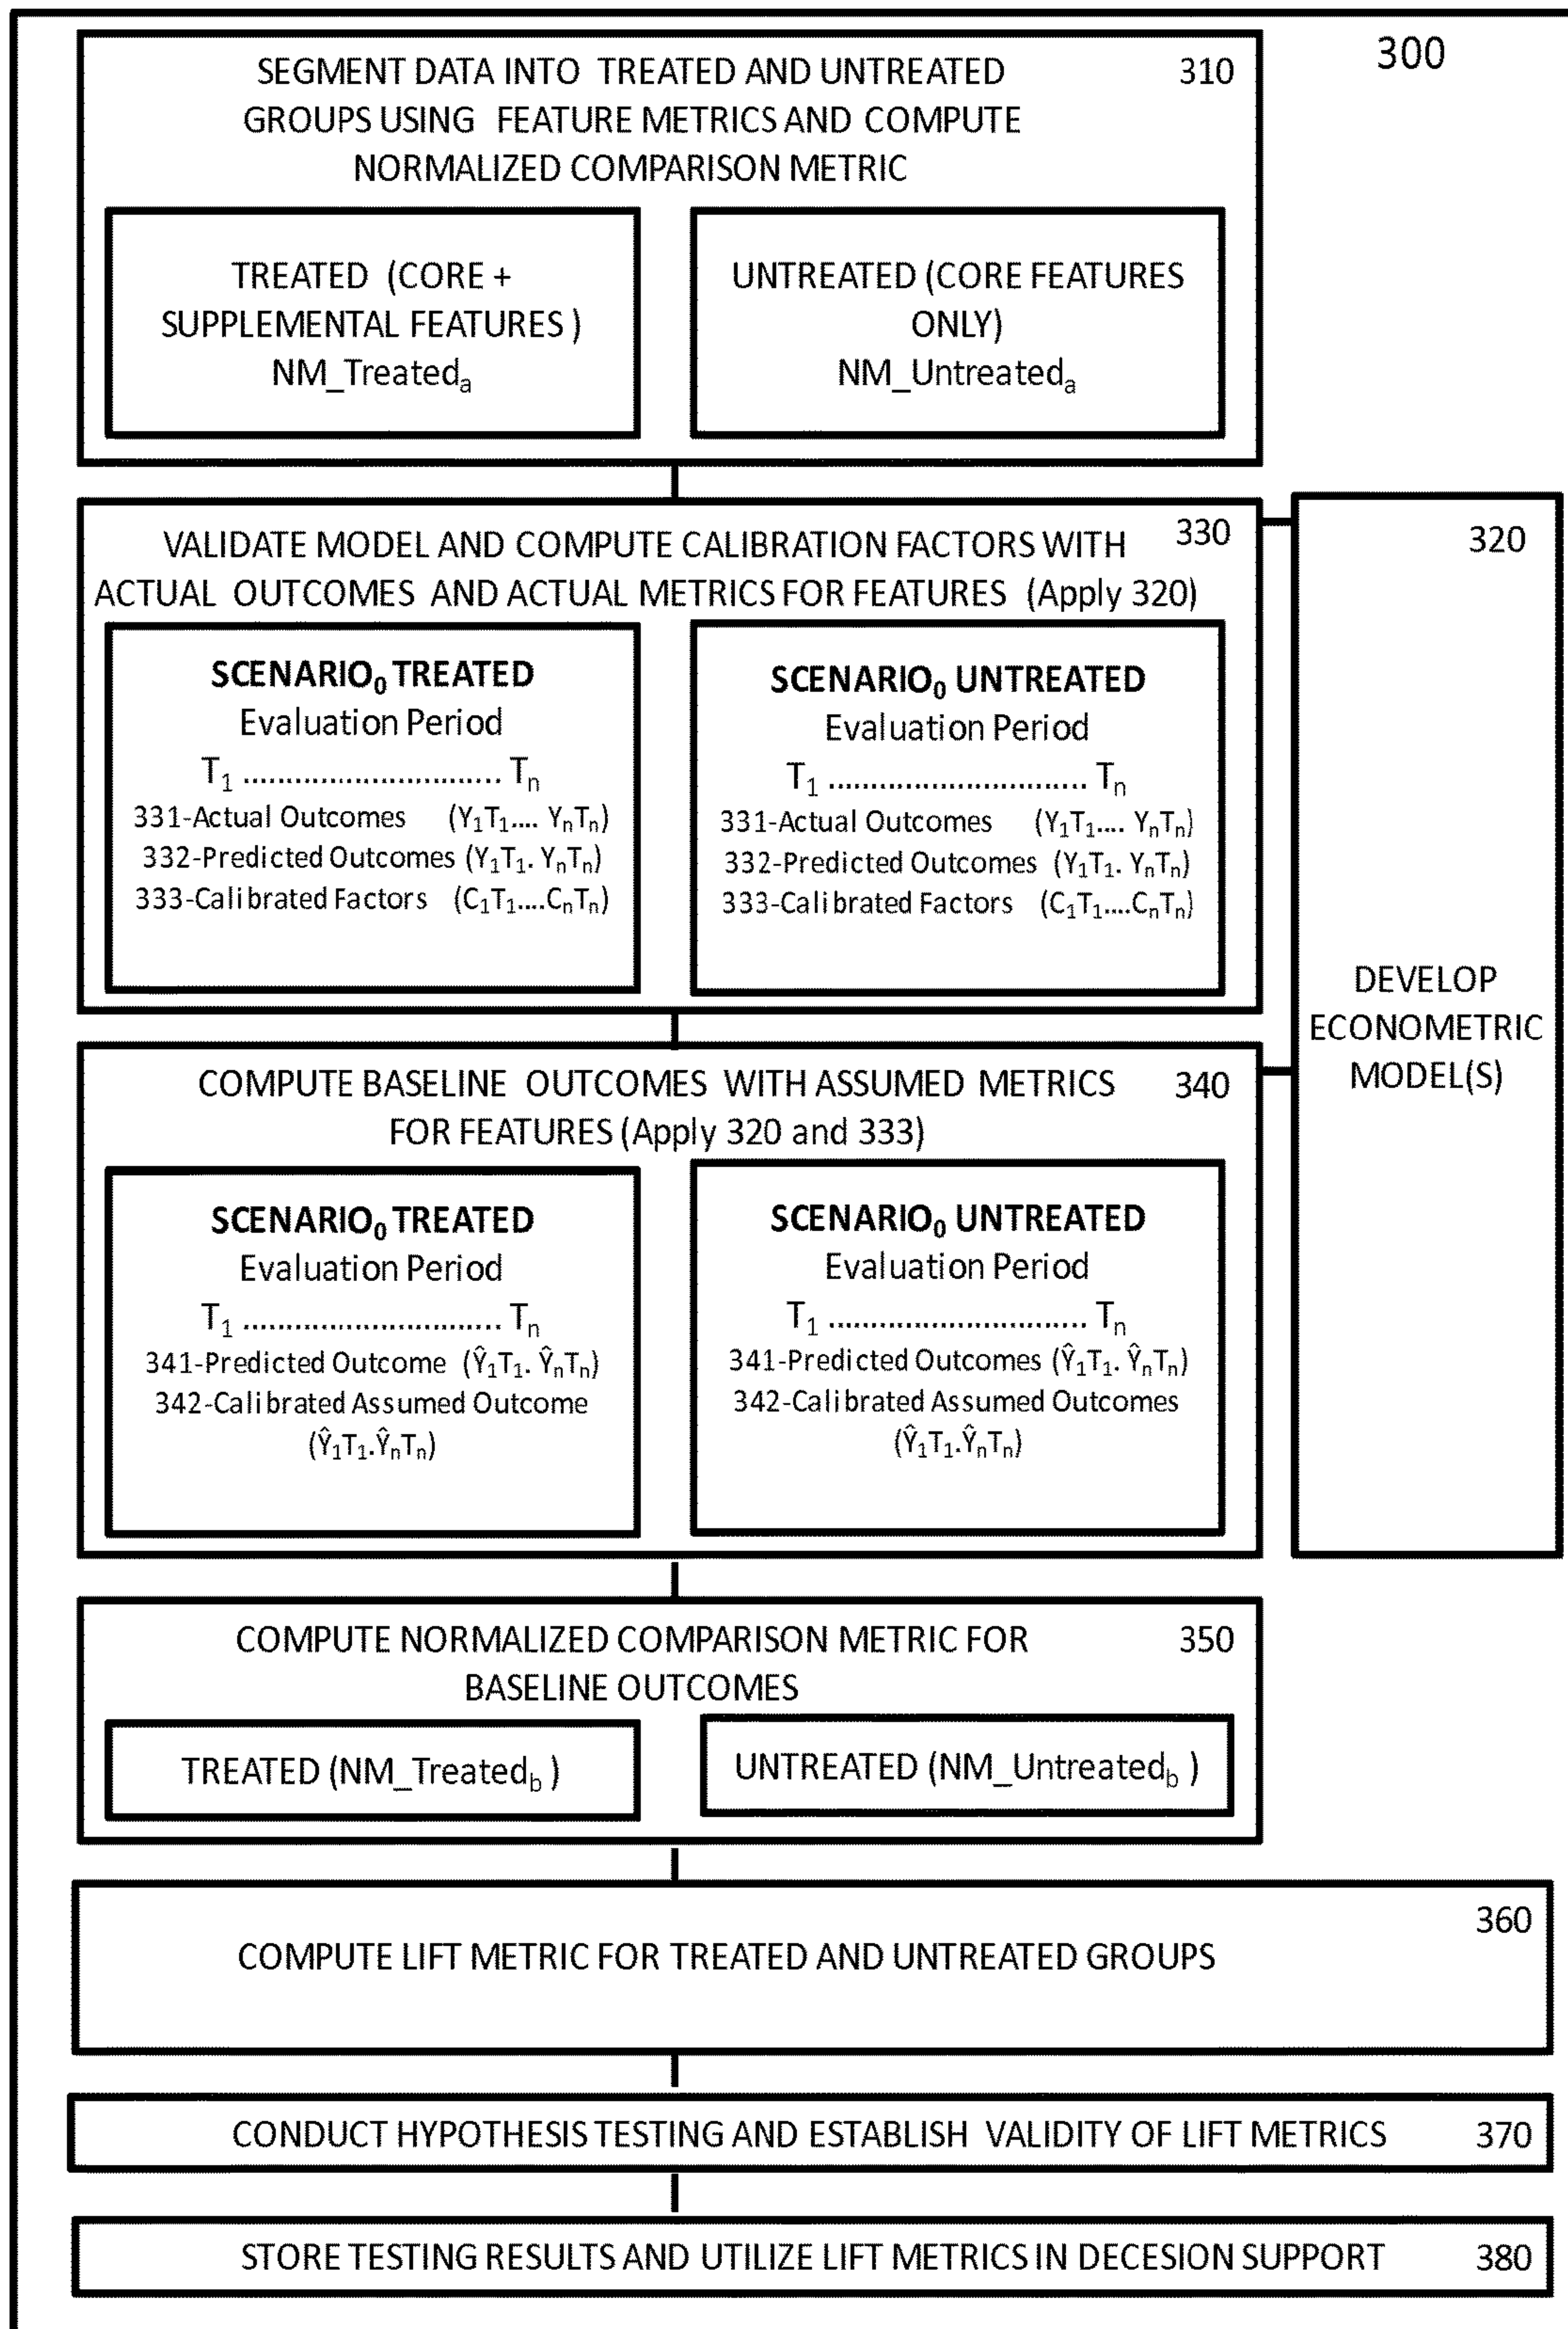 300
SEGMENT DATA INTO TREATED AND UNTREATED 310
GROUPS USING FEATURE METRICS AND COMPUTE
NORMALIZED COMPARISON METRIC
TREATED (CORE +
SUPPLEMENTAL FEATURES )
NM_Treatedₐ
UNTREATED (CORE FEATURES
ONLY)
NM_Untreatedₐ
VALIDATE MODEL AND COMPUTE CALIBRATION FACTORS WITH 330
ACTUAL OUTCOMES AND ACTUAL METRICS FOR FEATURES (Apply 320)
SCENARIO₀ TREATED
Evaluation Period
T₁ .............................. Tₙ
331-Actual Outcomes (Y₁T₁.... YₙTₙ)
332-Predicted Outcomes (Y₁T₁. YₙTₙ)
333-Calibrated Factors (C₁T₁....CₙTₙ)
SCENARIO₀ UNTREATED
Evaluation Period
T₁ .............................. Tₙ
331-Actual Outcomes (Y₁T₁.... YₙTₙ)
332-Predicted Outcomes (Y₁T₁. YₙTₙ)
333-Calibrated Factors (C₁T₁....CₙTₙ)
320
DEVELOP
ECONOMETRIC
MODEL(S)
COMPUTE BASELINE OUTCOMES WITH ASSUMED METRICS 340
FOR FEATURES (Apply 320 and 333)
SCENARIO₀ TREATED
Evaluation Period
T₁ .............................. Tₙ
341-Predicted Outcome (Ŷ₁T₁. ŶₙTₙ)
342-Calibrated Assumed Outcome
(Ŷ₁T₁.ŶₙTₙ)
SCENARIO₀ UNTREATED
Evaluation Period
T₁ .............................. Tₙ
341-Predicted Outcomes (Ŷ₁T₁. ŶₙTₙ)
342-Calibrated Assumed Outcomes
(Ŷ₁T₁.ŶₙTₙ)
COMPUTE NORMALIZED COMPARISON METRIC FOR 350
BASELINE OUTCOMES
TREATED (NM_Treated_b )
UNTREATED (NM_Untreated_b )
360
COMPUTE LIFT METRIC FOR TREATED AND UNTREATED GROUPS
CONDUCT HYPOTHESIS TESTING AND ESTABLISH VALIDITY OF LIFT METRICS 370
STORE TESTING RESULTS AND UTILIZE LIFT METRICS IN DECESION SUPPORT 380